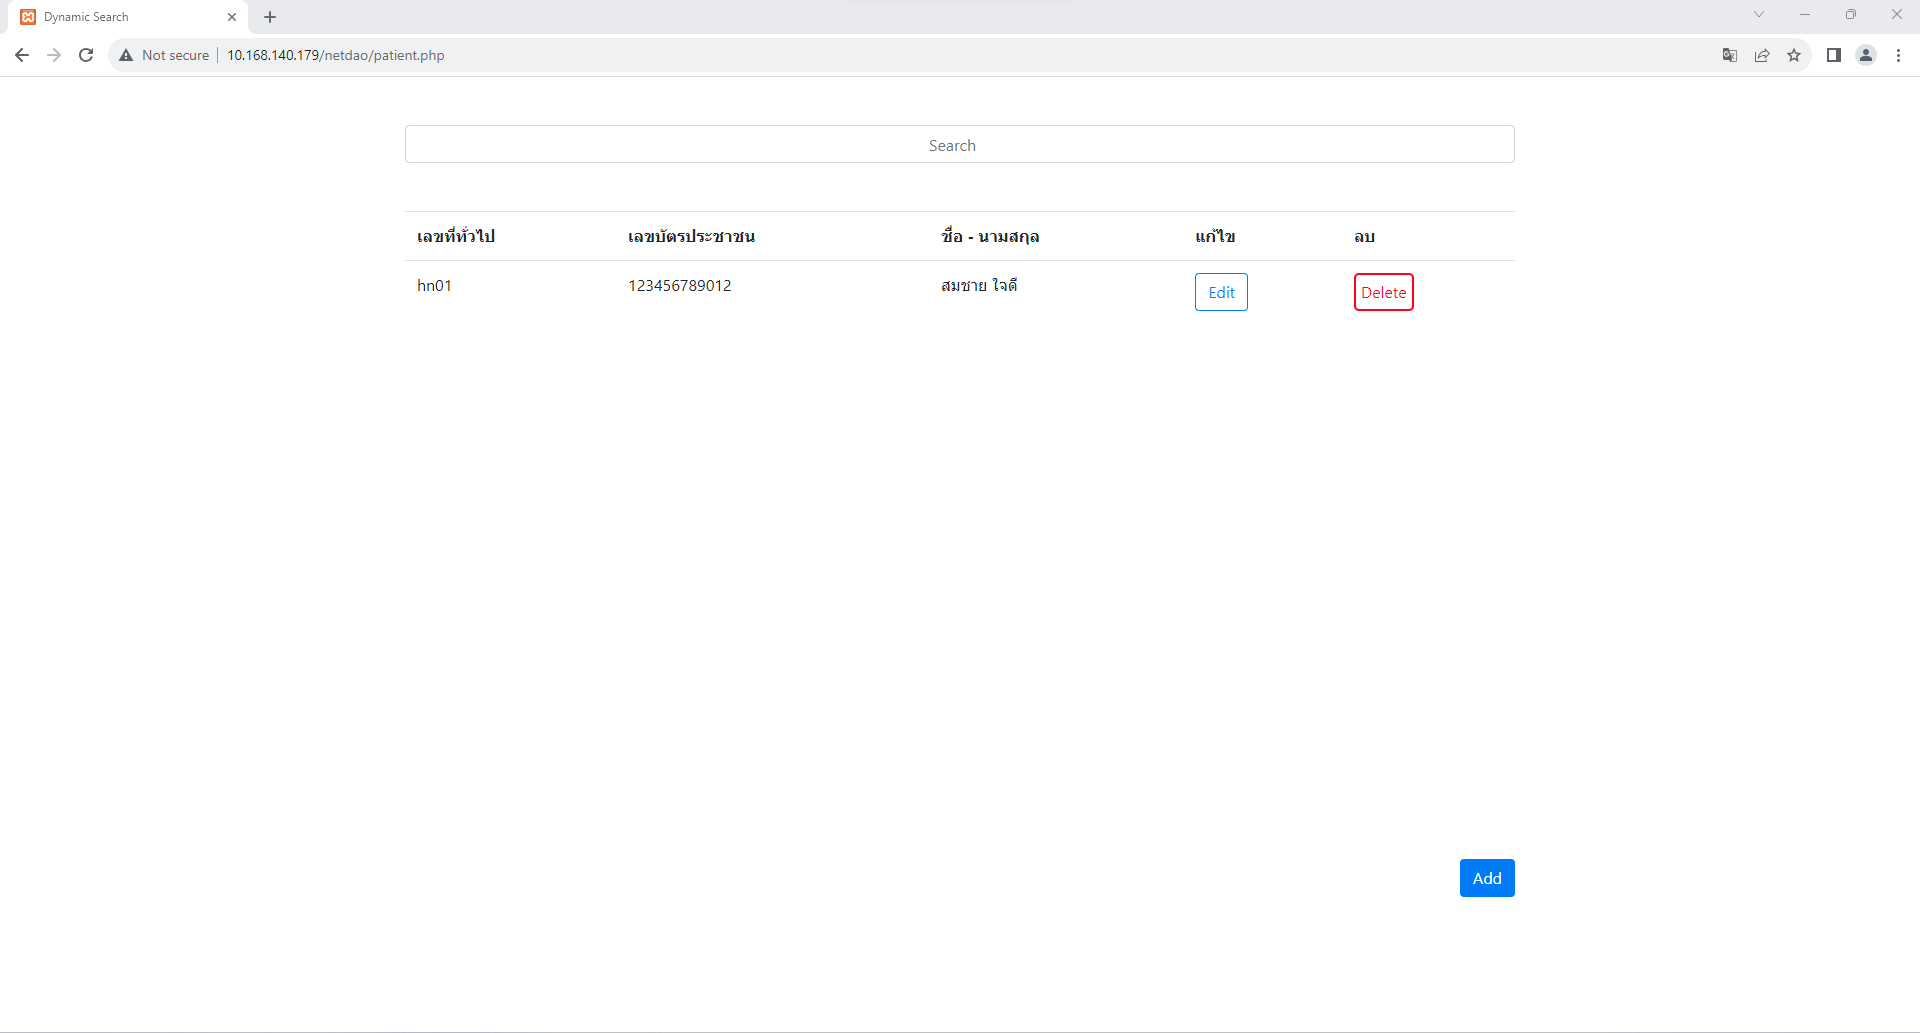 Dynamic Search
Not secure 10.168.140.179/netdao/patient.php
Search
เลขที่ทั่วไป เลขบัตรประชาชน ชื่อ - นามสกุล แก้ไข ลบ
hn01 123456789012 สมชาย ใจดี Edit Delete
Add